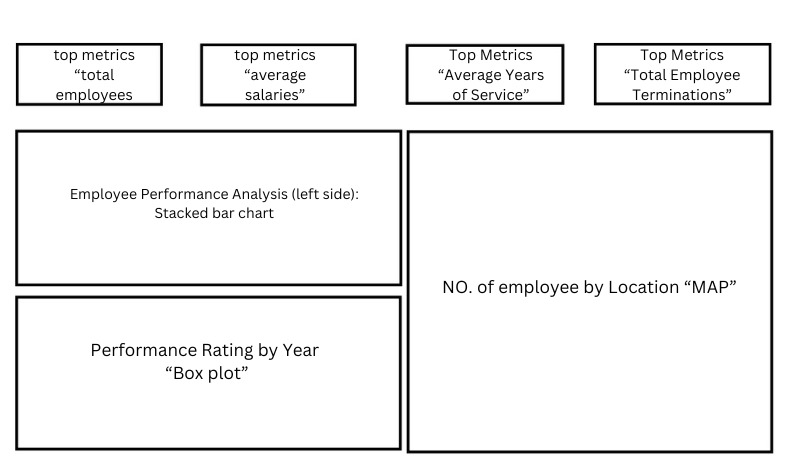 top metrics
“total
employees
top metrics
“average
salaries”
Top Metrics
“Average Years
of Service”
Top Metrics
“Total Employee
Terminations”
Employee Performance Analysis (left side):
Stacked bar chart
NO. of employee by Location “MAP”
Performance Rating by Year
“Box plot”